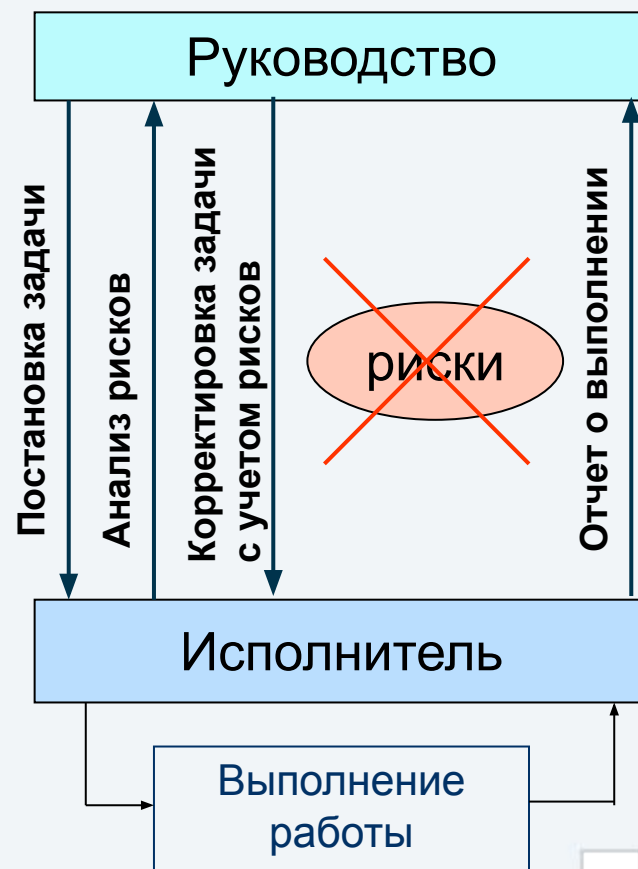 Руководство
Постановка задачи
Анализ рисков
Корректировка задачи
с учетом рисков
риски
Отчет о выполнении
Исполнитель
Выполнение
работы